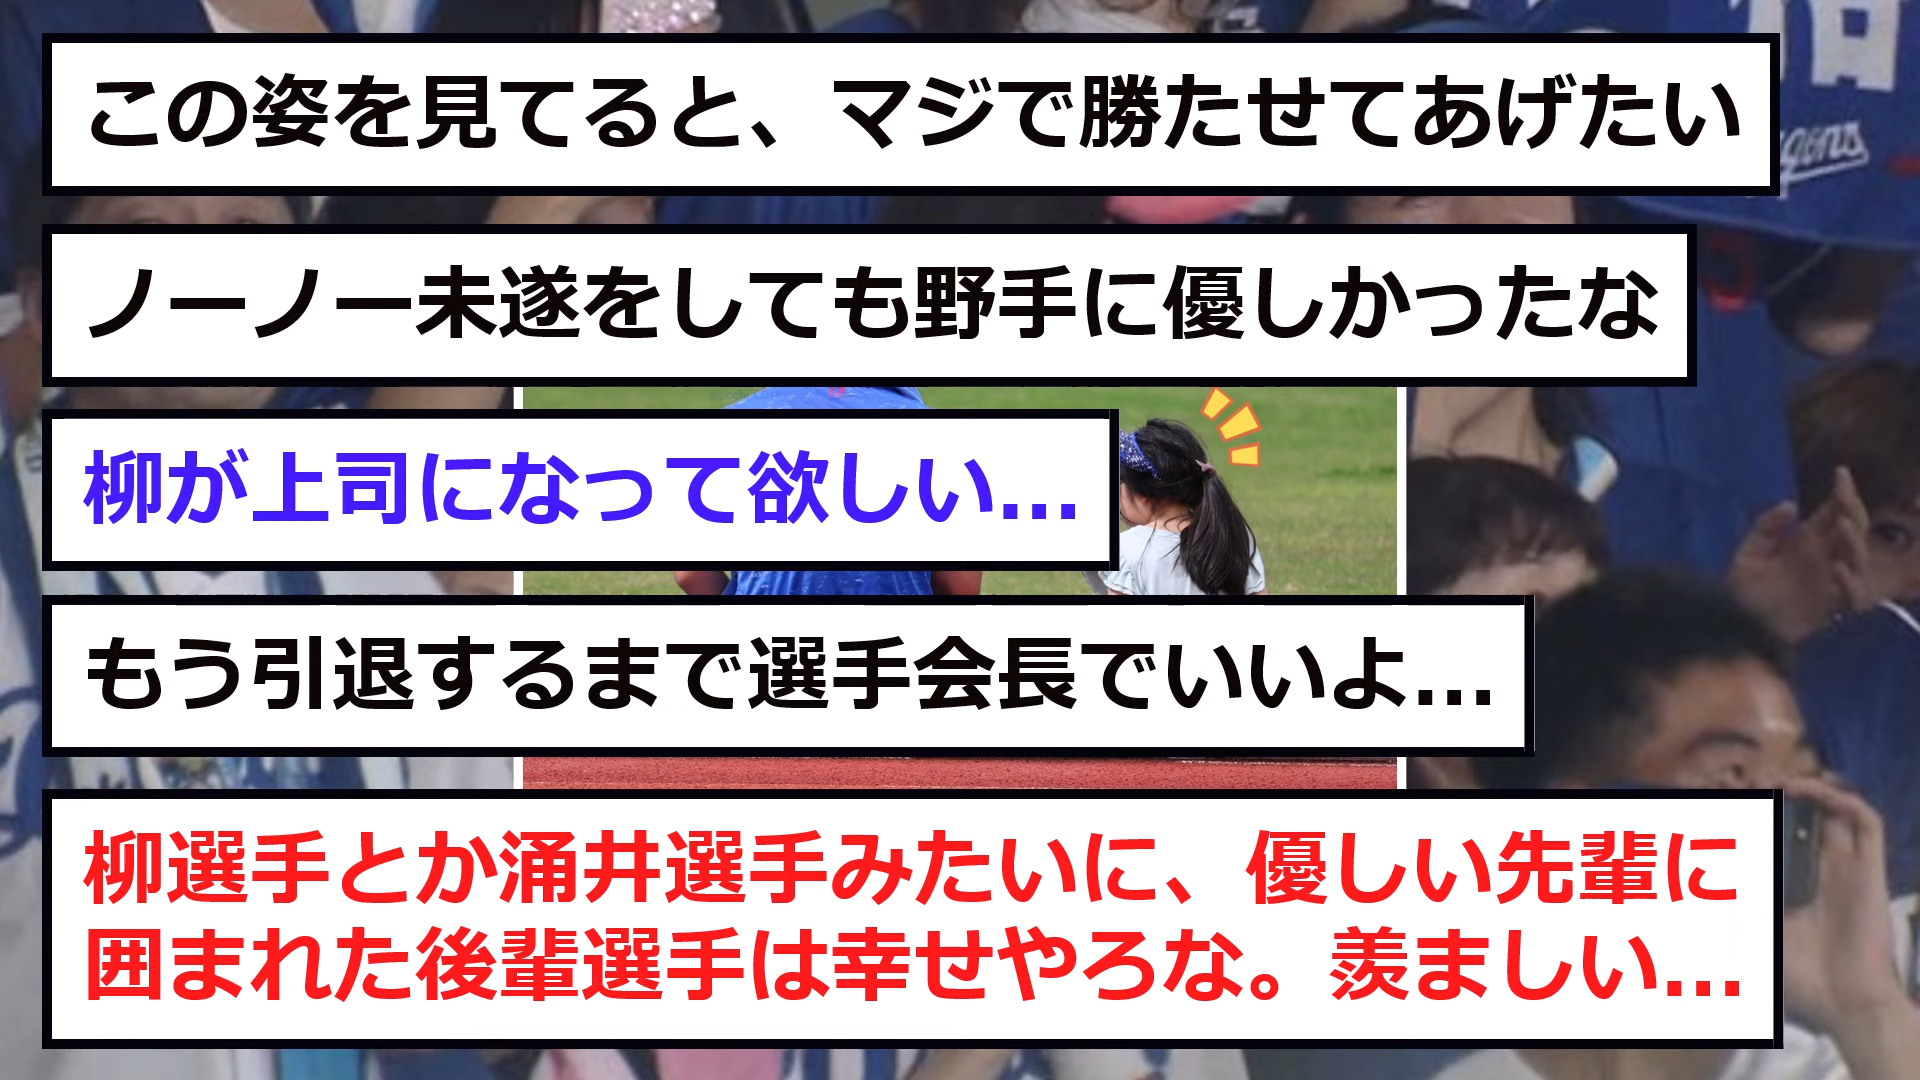 この姿を見てると、マジで勝たせてあげたい
ノーノー未遂をしても野手に優しかったな
柳が上司になって欲しい...
もう引退するまで選手会長でいいよ...
柳選手とか涌井選手みたいに、優しい先輩に
囲まれた後輩選手は幸せやろな。羨ましい...